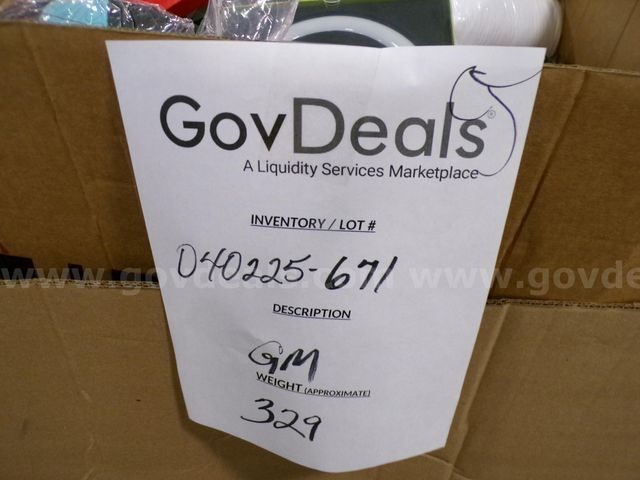 GovDeals®
A Liquidity Services Marketplace
INVENTORY / LOT #
040225-671
www.govdeals.com
www.govde
DESCRIPTION
GM
WEIGHT (APPROXIMATE)
329